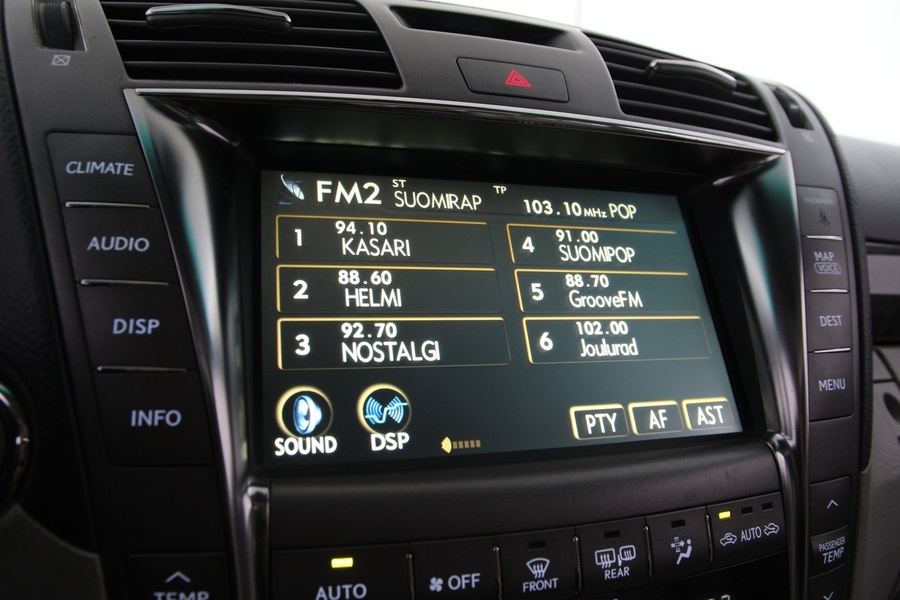 CLIMATE
AUDIO
DISP
INFO
TEMP
FM2 ST SUOMIRAP TP 103.10 MHz POP
1 94.10 KASARI
2 88.60 HELMI
3 92.70 NOSTALGI
4 91.00 SUOMIPOP
5 88.70 GrooveFM
6 102.00 Joulurad
SOUND
DSP
PTY
AF
AST
MAP
VOICE
DEST
MENU
PASSENGER
TEMP
AUTO
OFF
FRONT
REAR
AUTO